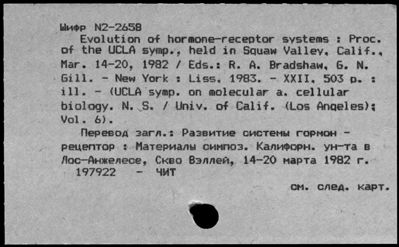 Шифр N2-2658
Evolution of hormone-receptor systems : Proc.
of the UCLA symp., held in Squaw Valley, Calif.,
Mar. 14-20, 1982 / Eds.: R. A. Bradshaw, G. N.
Gill. - New York : Liss, 1983. - XXII, 503 p. :
ill. - (UCLA symp. on molecular a. cellular
biology. N. S. / Univ. of Calif. (Los Angeles);
Vol. 6).
Перевод загл.: Развитие системы гормон -
рецептор : Материалы симпоз. Калифорн. ун-та в
Лос-Анжелесе, Скво Вэллей, 14-20 марта 1982 г.
197922 - ЧИТ
см. след. карт.